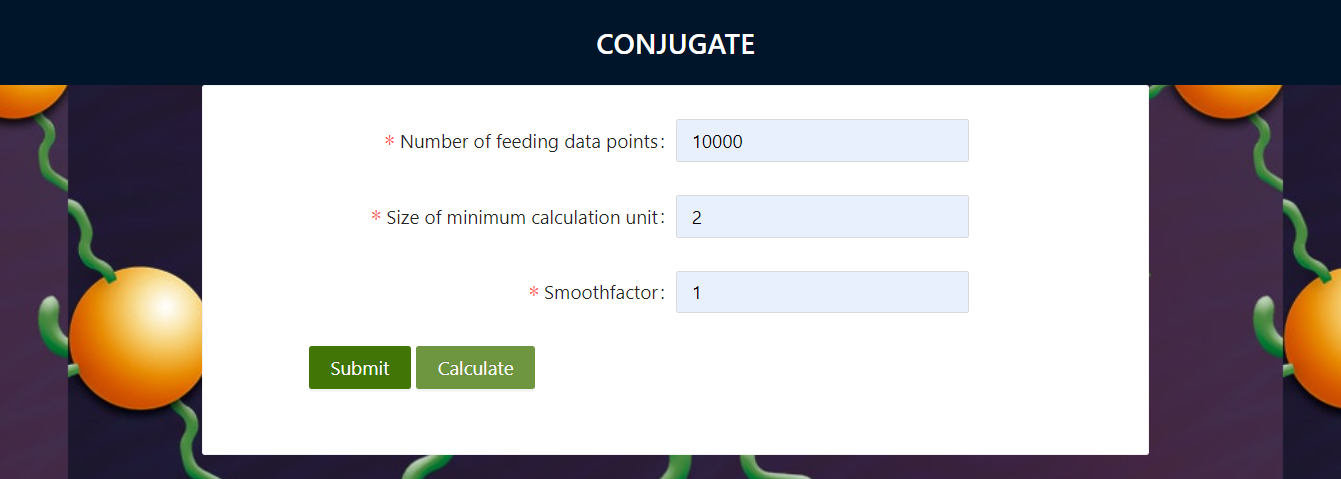 CONJUGATE
* Number of feeding data points: 10000
* Size of minimum calculation unit: 2
* Smoothfactor: 1
Submit Calculate